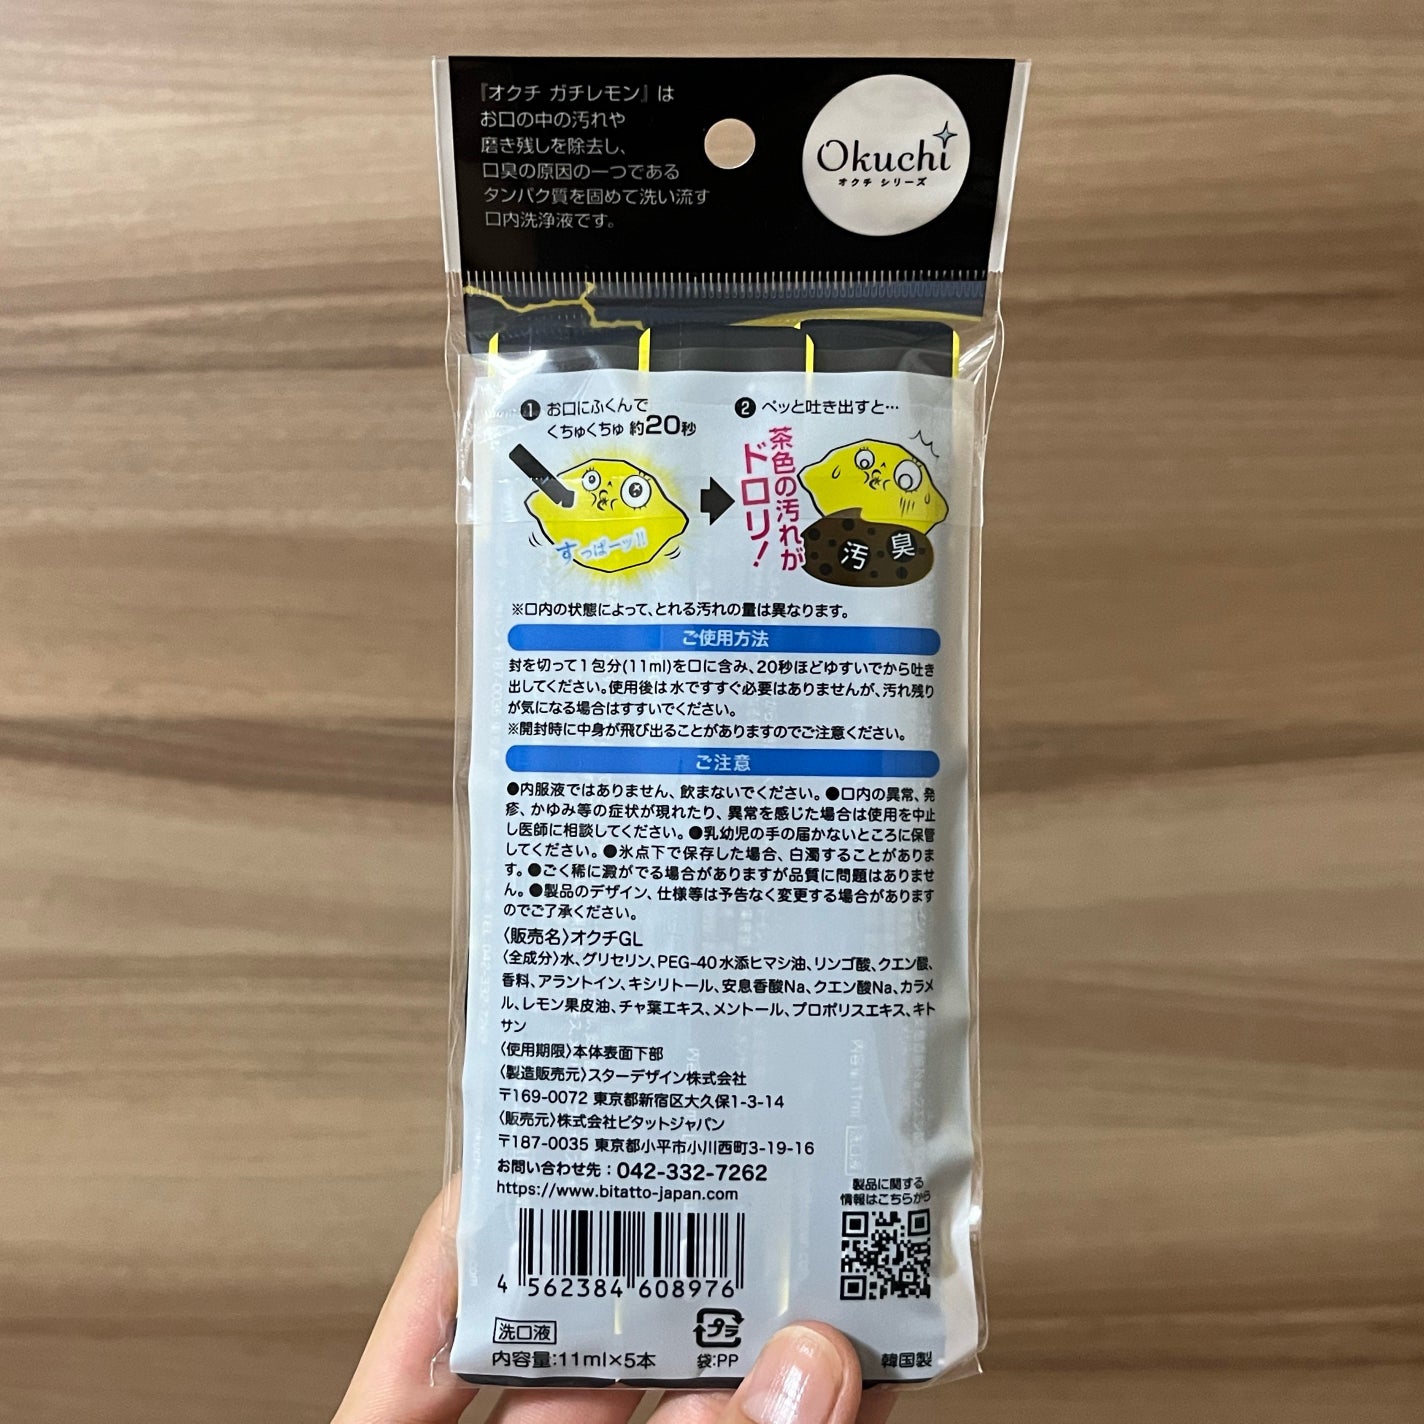 『オクチ ガチレモン』は
お口の中の汚れや
磨き残しを除去し、
口臭の原因の一つである
タンパク質を固めて洗い流す
口内洗浄液です。
Okuchi
オクチ シリーズ
1 お口にふくんで
くちゅくちゅ 約20秒
すっぱーッ!!
2 ペッと吐き出すと…
茶色の汚れが
ドロリ!
汚 臭
※口内の状態によって、とれる汚れの量は異なります。
ご使用方法
封を切って1包分(11ml)を口に含み、20秒ほどゆすいでから吐き
出してください。使用後は水ですすぐ必要はありませんが、汚れ残り
が気になる場合はすすいでください。
※開封時に中身が飛び出ることがありますのでご注意ください。
ご注意
●内服液ではありません、飲まないでください。●口内の異常、発
疹、かゆみ等の症状が現れたり、異常を感じた場合は使用を中止
し医師に相談してください。●乳幼児の手の届かないところに保管
してください。●氷点下で保存した場合、白濁することがありま
す。●ごく稀に澱がでる場合がありますが品質に問題はありませ
ん。●製品のデザイン、仕様等は予告なく変更する場合があります
のでご了承ください。
〈販売名〉オクチGL
〈全成分〉水、グリセリン、PEG-40水添ヒマシ油、リンゴ酸、クエン酸、
香料、アラントイン、キシリトール、安息香酸Na、クエン酸Na、カラメ
ル、レモン果皮油、チャ葉エキス、メントール、プロポリスエキス、キト
サン
〈使用期限〉本体表面下部
〈製造販売元〉スターデザイン株式会社
〒169-0072 東京都新宿区大久保1-3-14
〈販売元〉株式会社ビタットジャパン
〒187-0035 東京都小平市小川西町3-19-16
お問い合わせ先：042-332-7262
https://www.bitatto-japan.com
製品に関する
情報はこちらから
4 562384 608976
洗口液
プラ
内容量:11ml×5本
袋:PP
韓国製